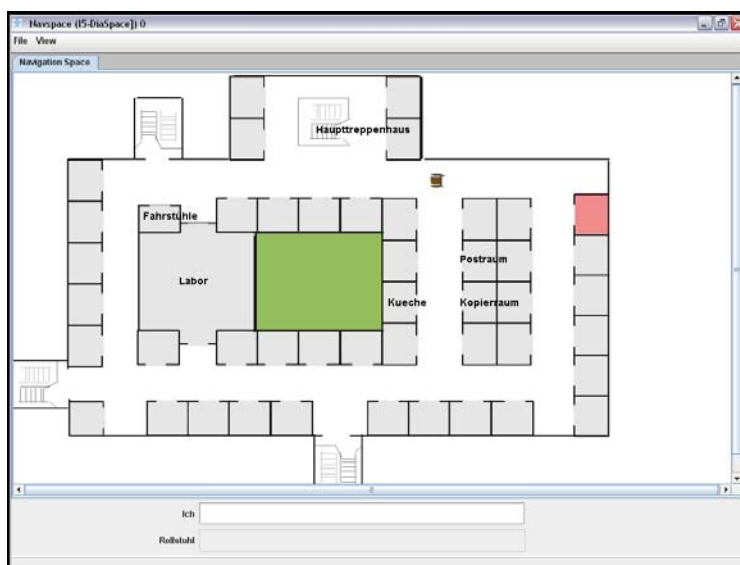 Navspace (I5-DiaSpace]) 0
File View
Navigation Space
Haupttreppenhaus
Fahrstühle
Postraum
Labor
Kueche
Kopierraum
Ich
Rollstuhl